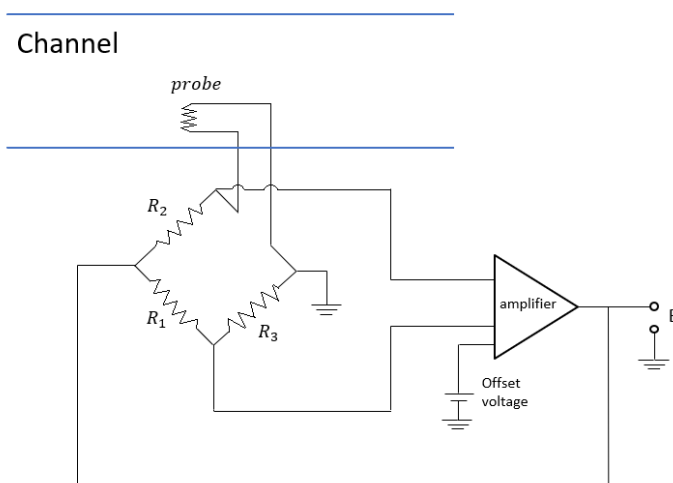 Channel
probe
R₂
R₁
R₃
amplifier
E
Offset
voltage